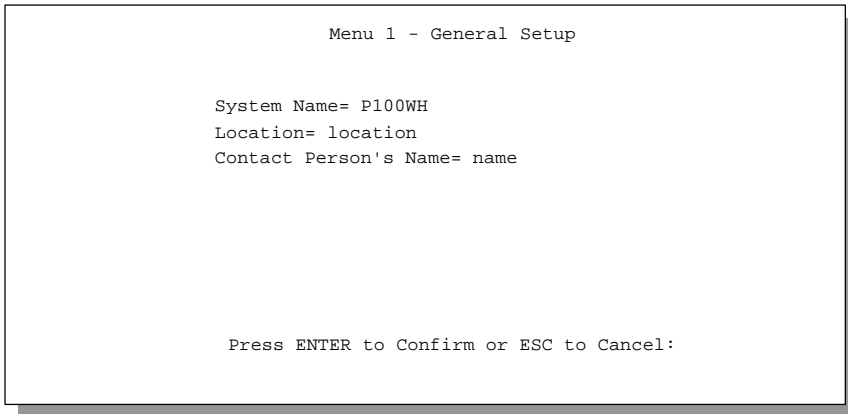 Menu 1 - General Setup
System Name= P100WH
Location= location
Contact Person's Name= name
Press ENTER to Confirm or ESC to Cancel: